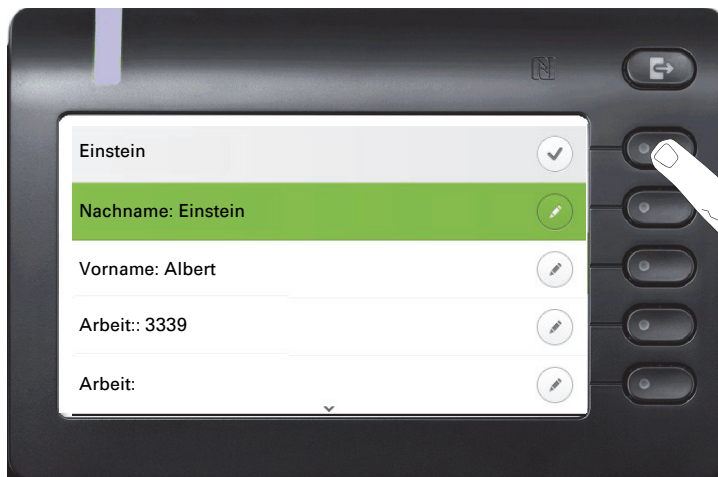 Einstein
Nachname: Einstein
Vorname: Albert
Arbeit:: 3339
Arbeit: